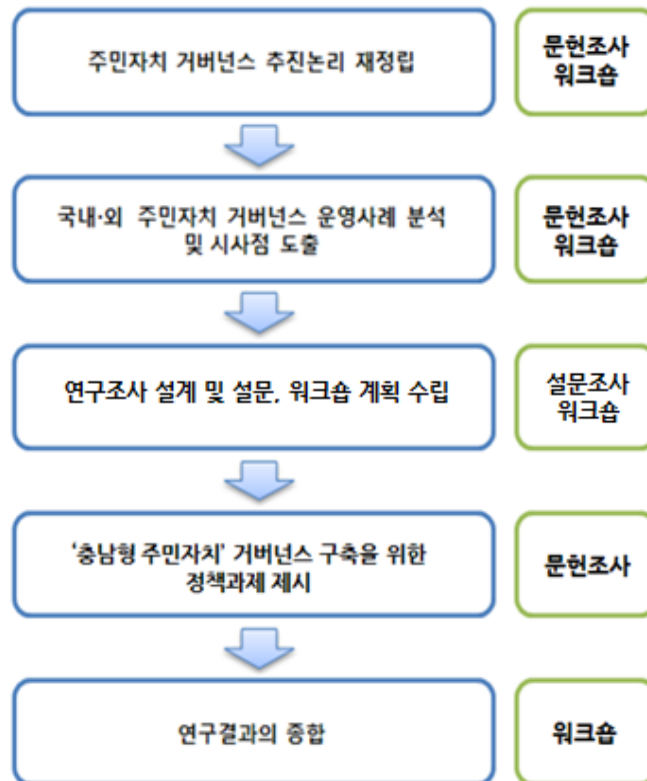 주민자치 거버넌스 추진논리 재정립
문헌조사
워크숍
국내·외 주민자치 거버넌스 운영사례 분석
및 시사점 도출
문헌조사
워크숍
연구조사 설계 및 설문, 워크숍 계획 수립
설문조사
워크숍
‘충남형 주민자치’ 거버넌스 구축을 위한
정책과제 제시
문헌조사
연구결과의 종합
워크숍